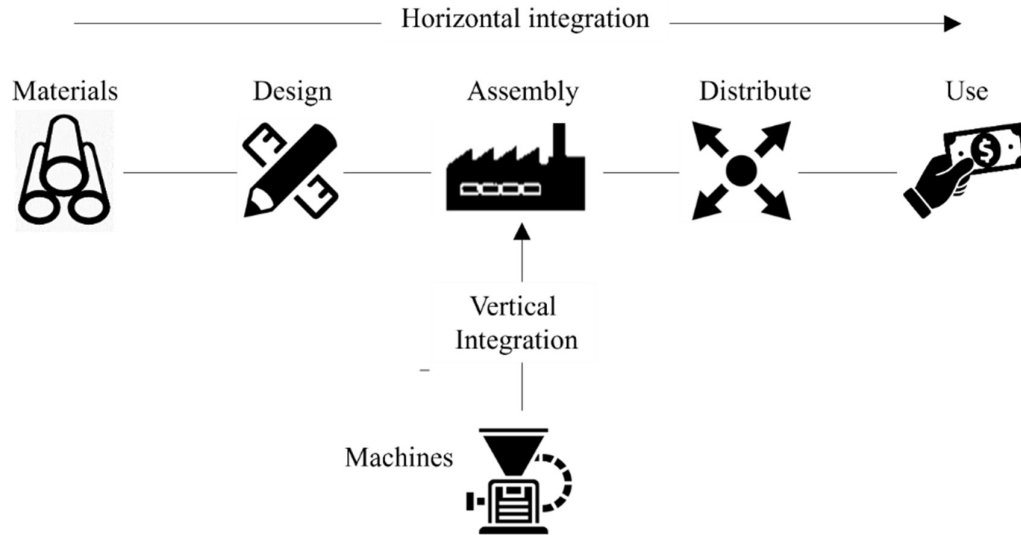 Horizontal integration
Materials
Design
Assembly
Distribute
Use
$
Vertical
Integration
Machines